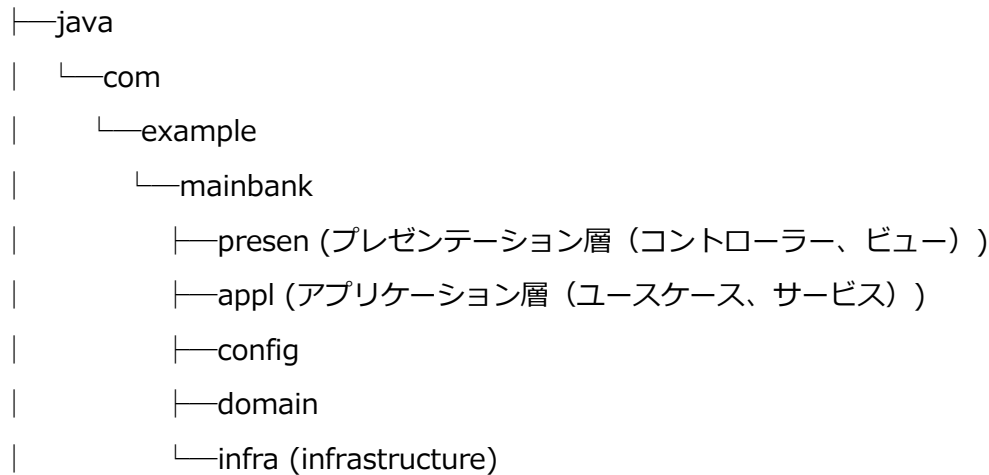 ├──java
│   └──com
│       └──example
│           └──mainbank
│               ├──presen (プレゼンテーション層（コントローラー、ビュー）)
│               ├──appl (アプリケーション層（ユースケース、サービス）)
│               ├──config
│               ├──domain
│               └──infra (infrastructure)